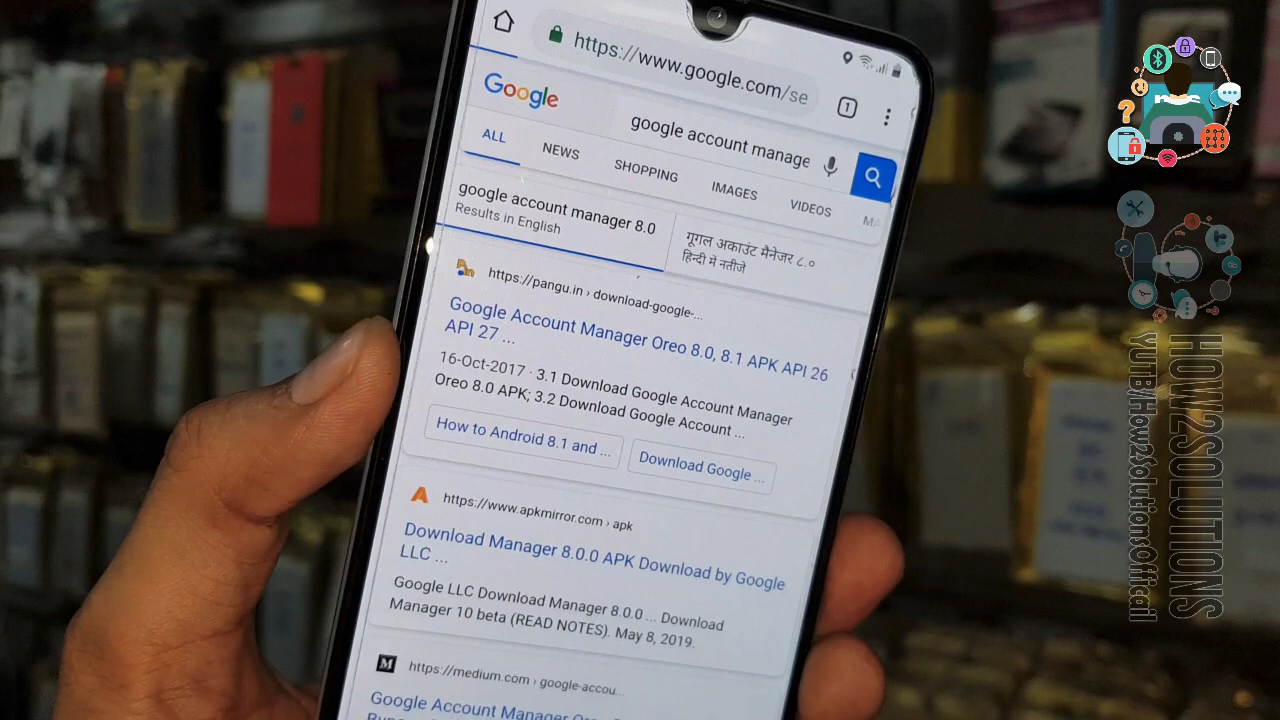 https://www.google.com/se
1
Google
google account manage
ALL
NEWS
SHOPPING
IMAGES
VIDEOS
MA
google account manager 8.0
Results in English
गूगल अकाउंट मैनेजर ८.०
हिन्दी में नतीजे
https://pangu.in › download-google-...
Google Account Manager Oreo 8.0, 8.1 APK API 26
API 27 ...
16-Oct-2017 · 3.1 Download Google Account Manager
Oreo 8.0 APK; 3.2 Download Google Account ...
How to Android 8.1 and ...
Download Google ...
https://www.apkmirror.com › apk
Download Manager 8.0.0 APK Download by Google
LLC ...
Google LLC Download Manager 8.0.0 ... Download
Manager 10 beta (READ NOTES). May 8, 2019.
https://medium.com › google-accou...
Google Account Manager
HOW2SOLUTIONS
YUTB/How2SolutionsOffcail